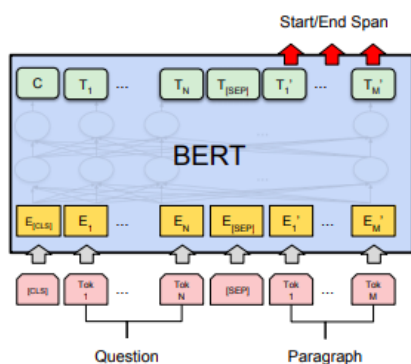 Start/End Span
C T1 ... TN T[SEP] T1' ... TM'
BERT
E[CLS] E1 ... EN E[SEP] E1' ... EM'
[CLS] Tok 1 ... Tok N [SEP] Tok 1 ... Tok M
Question Paragraph